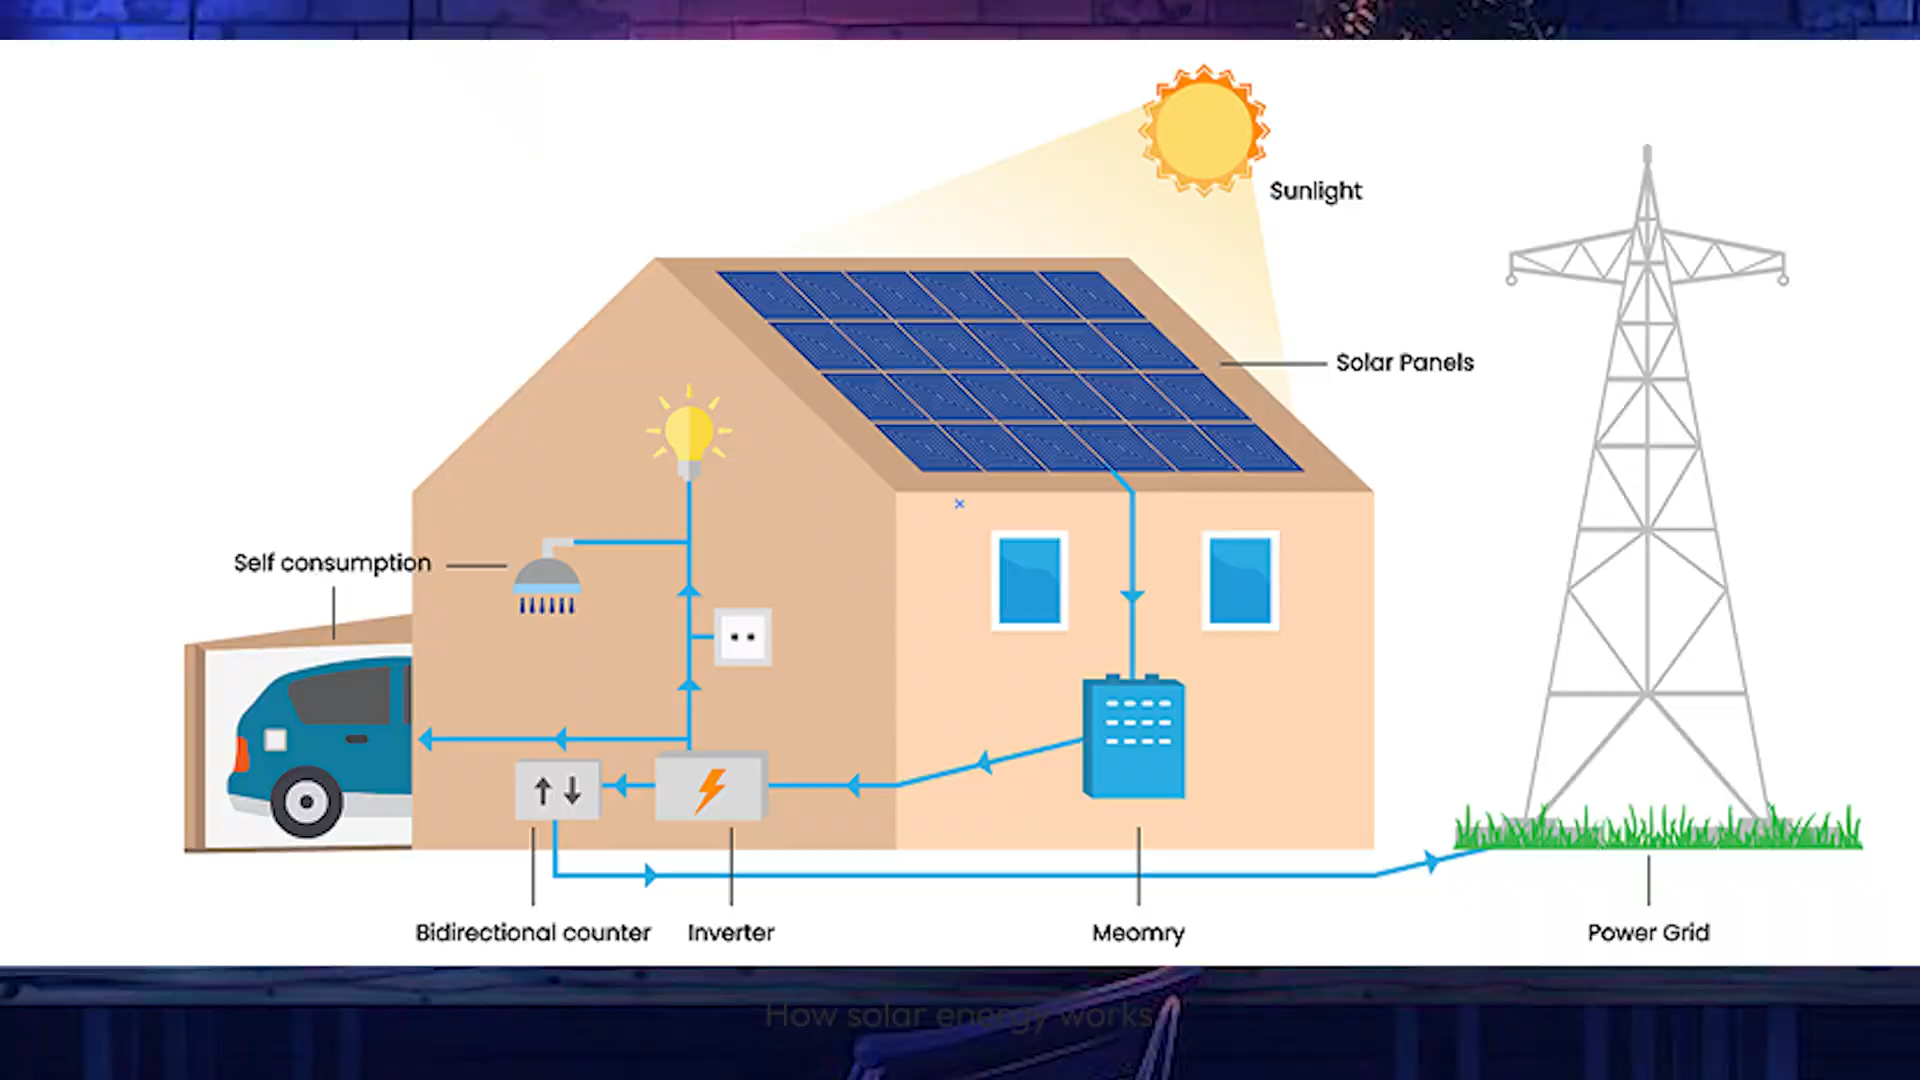 Sunlight
Solar Panels
Self consumption
Bidirectional counter
Inverter
Meomry
Power Grid
How solar energy works